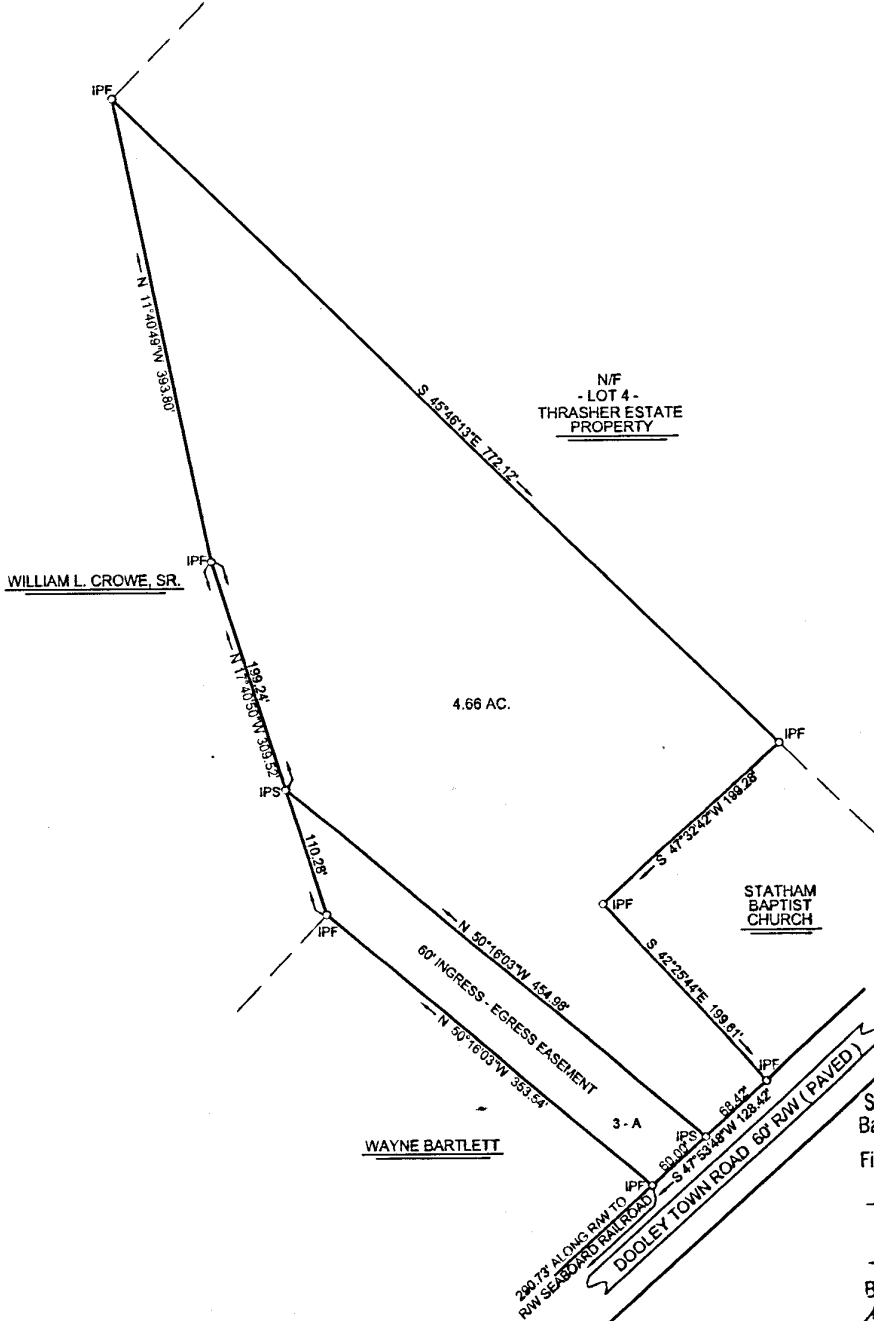 IPF
N 11°40'49"W 393.80'
N/F
- LOT 4 -
THRASHER ESTATE
PROPERTY
S 45°46'13"E 772.12'
IPF
WILLIAM L. CROWE, SR.
199.24'
N 17°40'50"W 309.52'
4.66 AC.
IPF
IPS
S 47°32'42"W 199.28'
110.28'
IPF
STATHAM
BAPTIST
CHURCH
IPF
N 50°16'03"W 454.98'
S 42°25'44"E 199.61'
60' INGRESS - EGRESS EASEMENT
N 50°16'03"W 353.54'
IPF
68.42'
3 - A
IPS
S 47°53'48"W 128.42'
60.00'
WAYNE BARTLETT
IPF
DOOLEY TOWN ROAD 60' R/W ( PAVED )
290.73' ALONG R/W TO
R/W SEABOARD RAILROAD
S
Ba
Fi
B